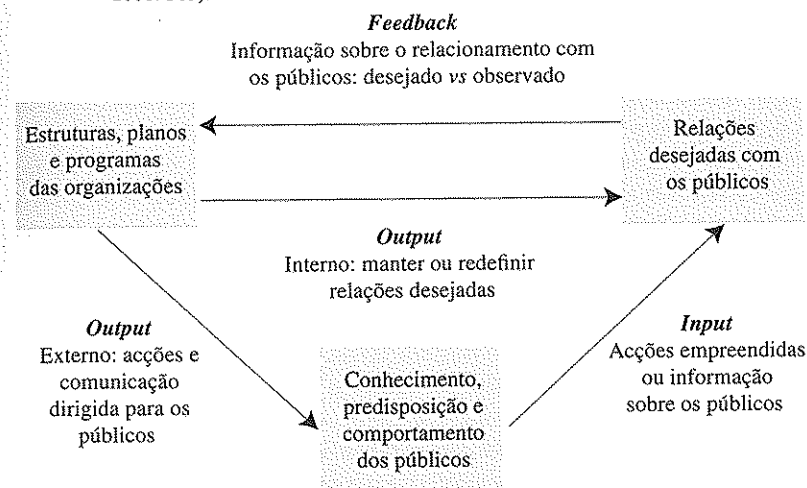 Feedback
Informação sobre o relacionamento com
os públicos: desejado vs observado
Estruturas, planos
e programas
das organizações
Relações
desejadas com
os públicos
Output
Interno: manter ou redefinir
relações desejadas
Output
Externo: acções e
comunicação
dirigida para os
públicos
Conhecimento,
predisposição e
comportamento
dos públicos
Input
Acções empreendidas
ou informação
sobre os públicos